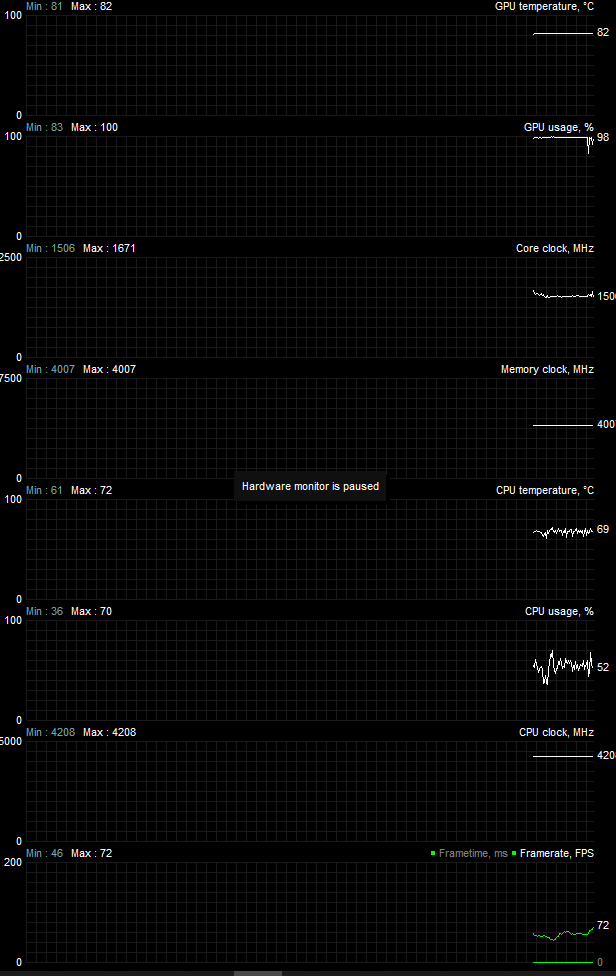 Min : 81 Max : 82 GPU temperature, °C
100
82
0
Min : 83 Max : 100 GPU usage, %
100
98
0
Min : 1506 Max : 1671 Core clock, MHz
2500
150
0
Min : 4007 Max : 4007 Memory clock, MHz
7500
4007
0
Hardware monitor is paused
Min : 61 Max : 72 CPU temperature, °C
100
69
0
Min : 36 Max : 70 CPU usage, %
100
52
0
Min : 4208 Max : 4208 CPU clock, MHz
5000
420
0
Min : 46 Max : 72 Frametime, ms Framerate, FPS
200
72
0 0